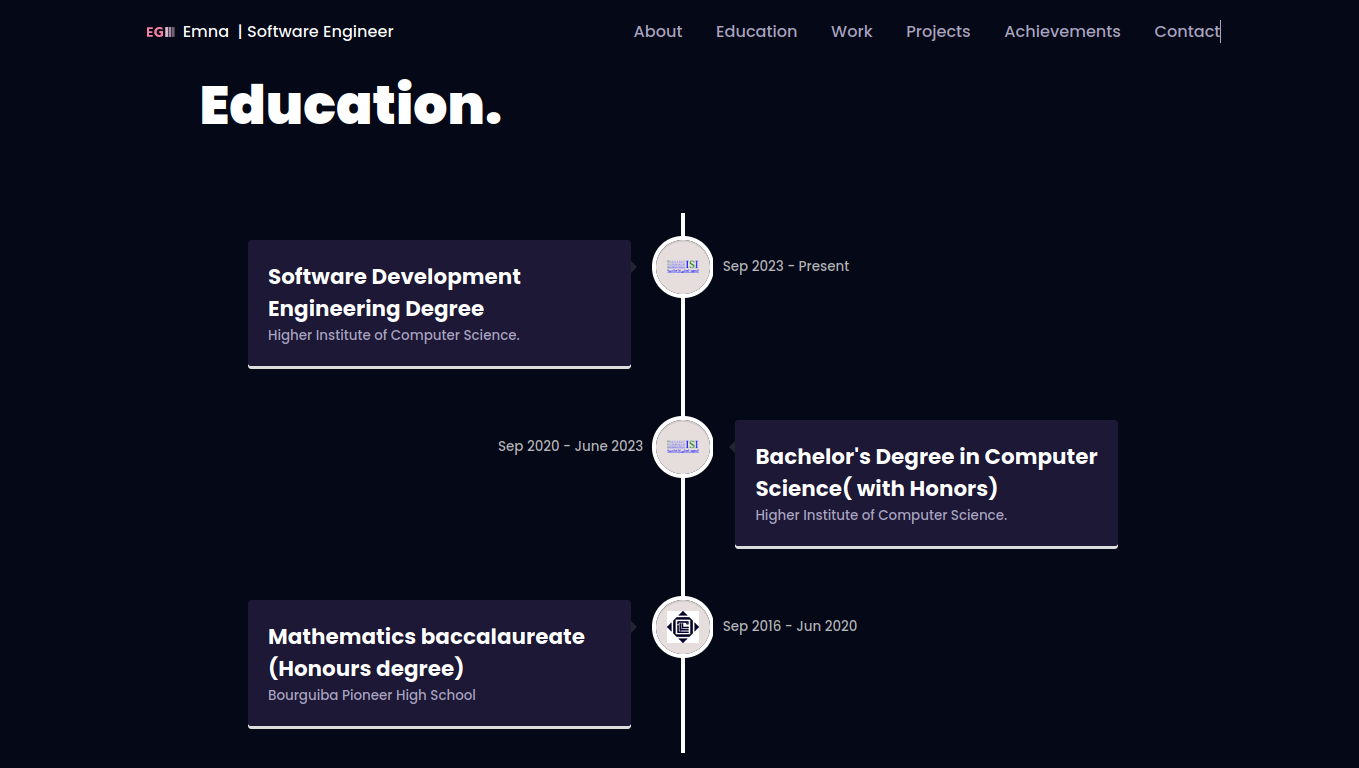 EG Emna | Software Engineer
About Education Work Projects Achievements Contact
Education.
Software Development
Engineering Degree
Higher Institute of Computer Science.
ISI
Sep 2023 - Present
Sep 2020 - June 2023
ISI
Bachelor's Degree in Computer
Science( with Honors)
Higher Institute of Computer Science.
Mathematics baccalaureate
(Honours degree)
Bourguiba Pioneer High School
Sep 2016 - Jun 2020